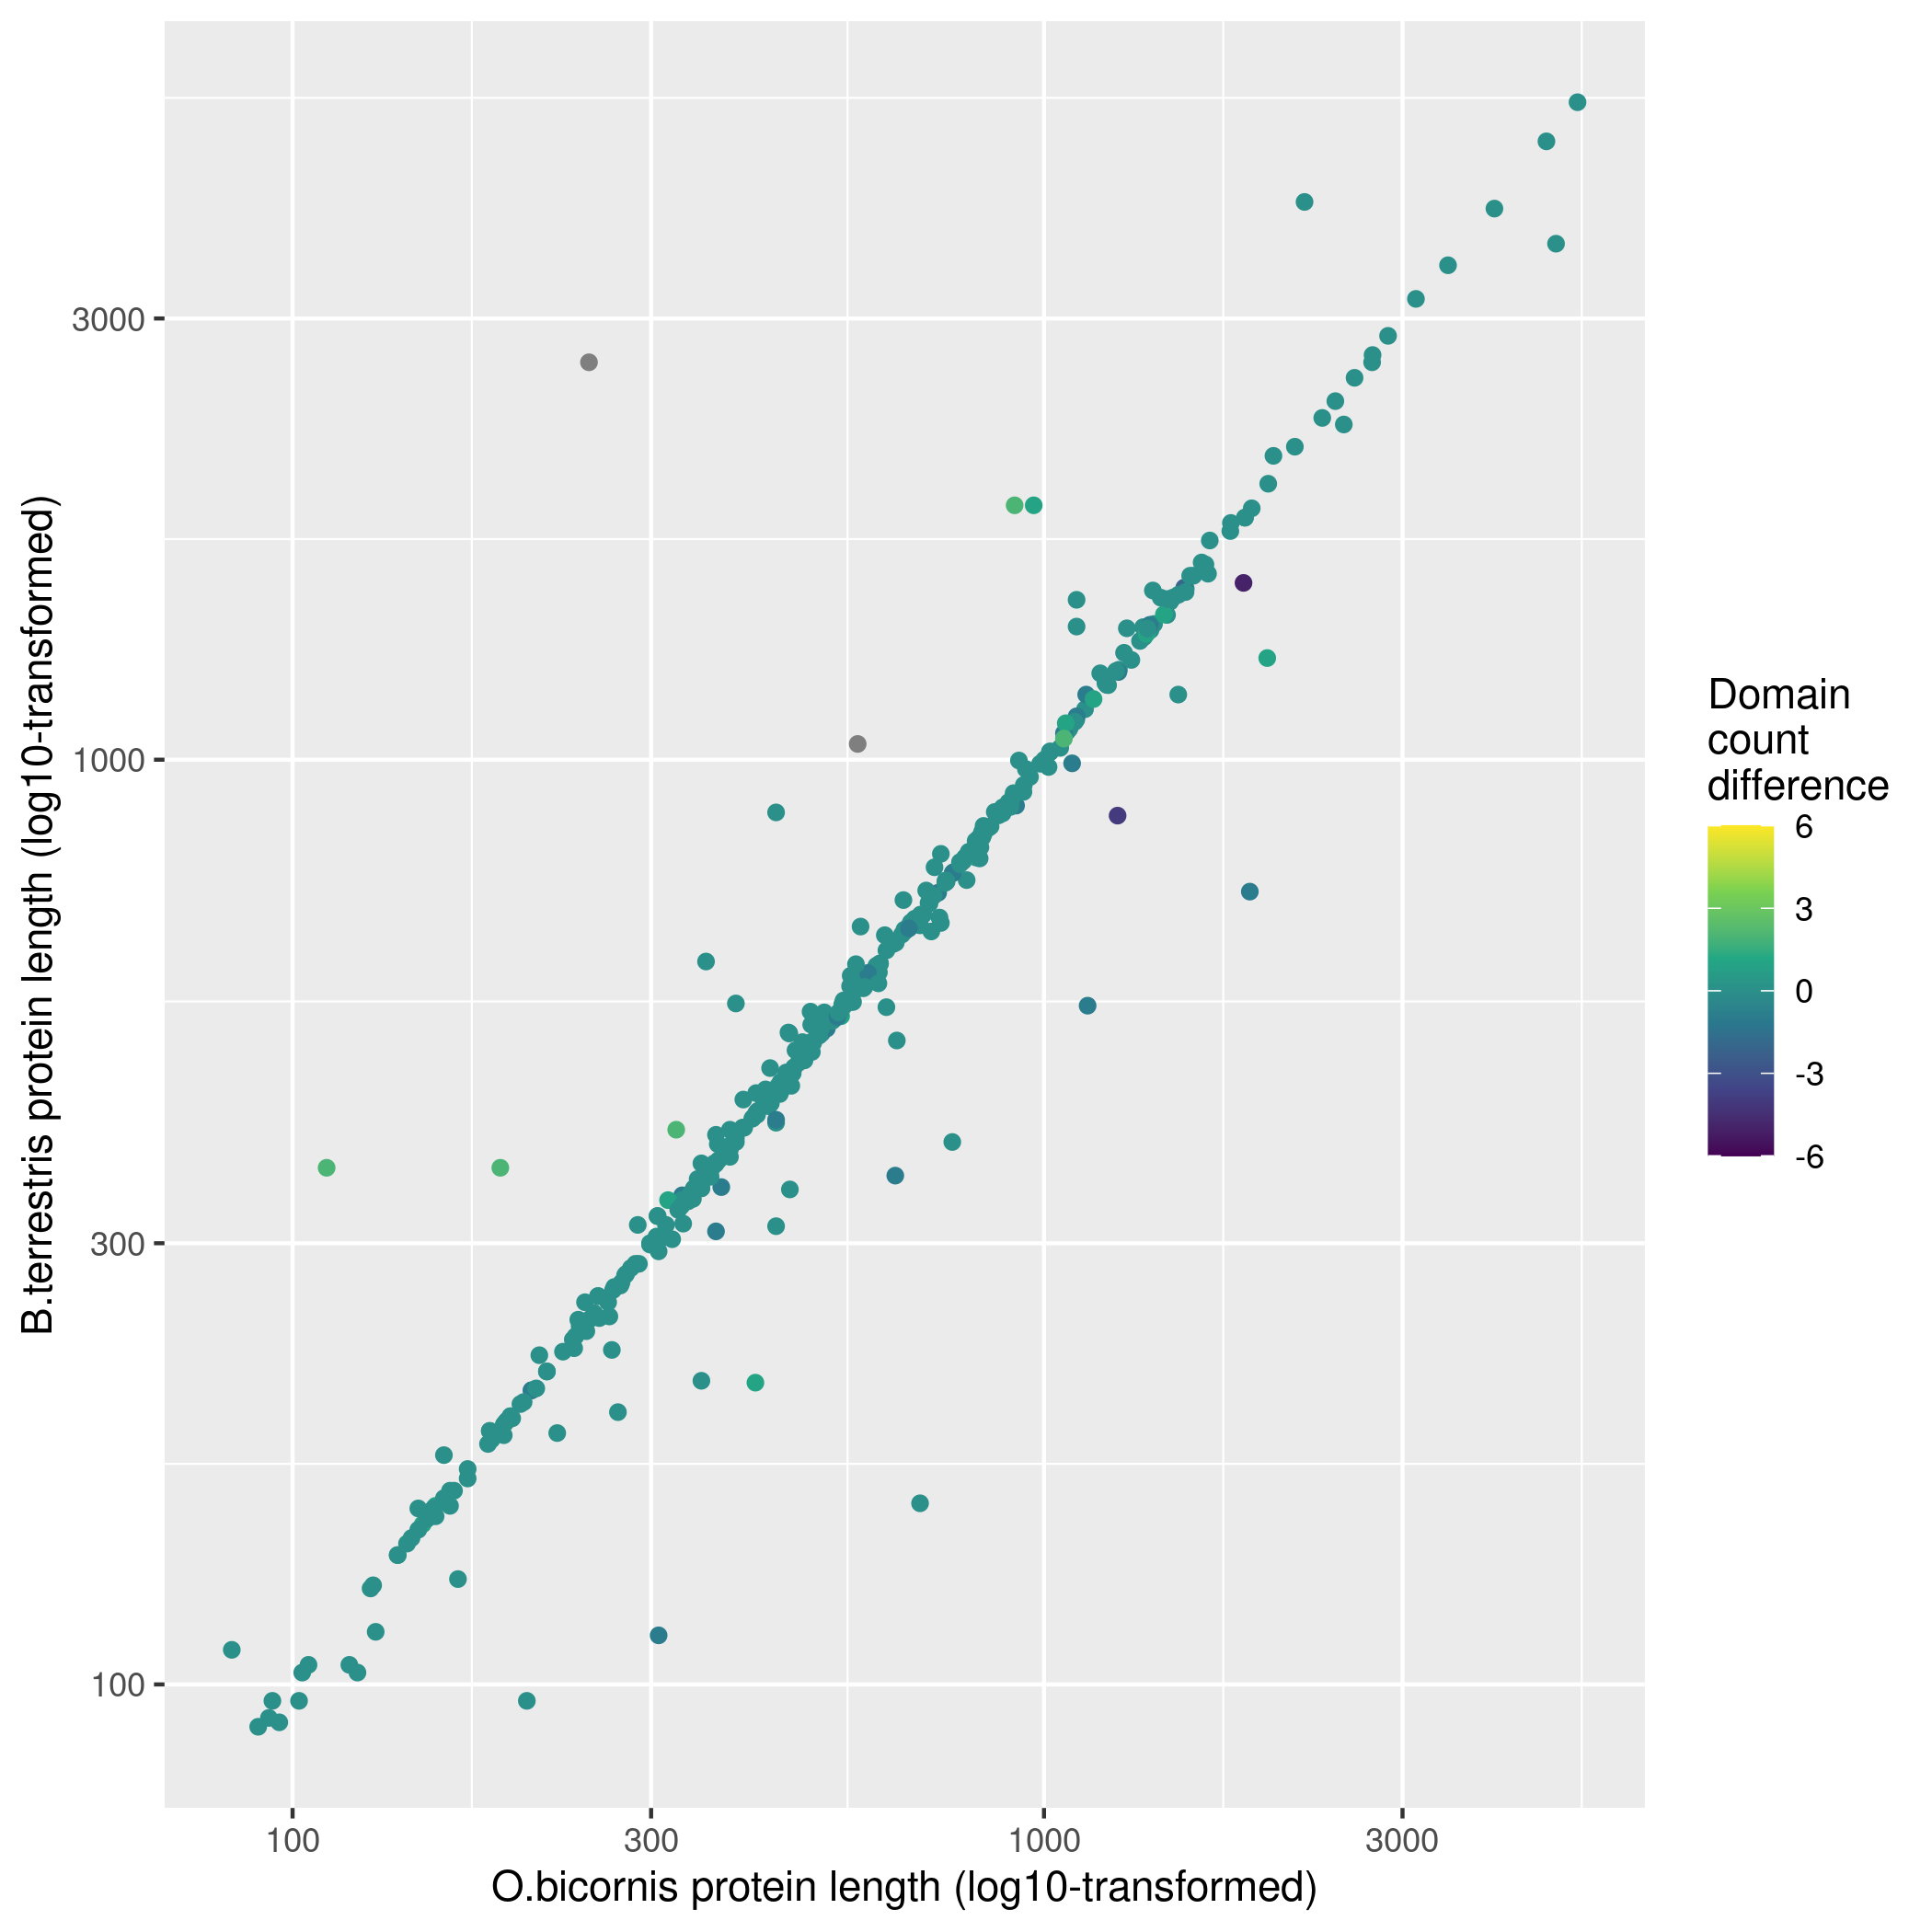 B.terrestris protein length (log10-transformed)
3000
1000
300
100
100
300
1000
3000
O.bicornis protein length (log10-transformed)
Domain
count
difference
6
3
0
-3
-6